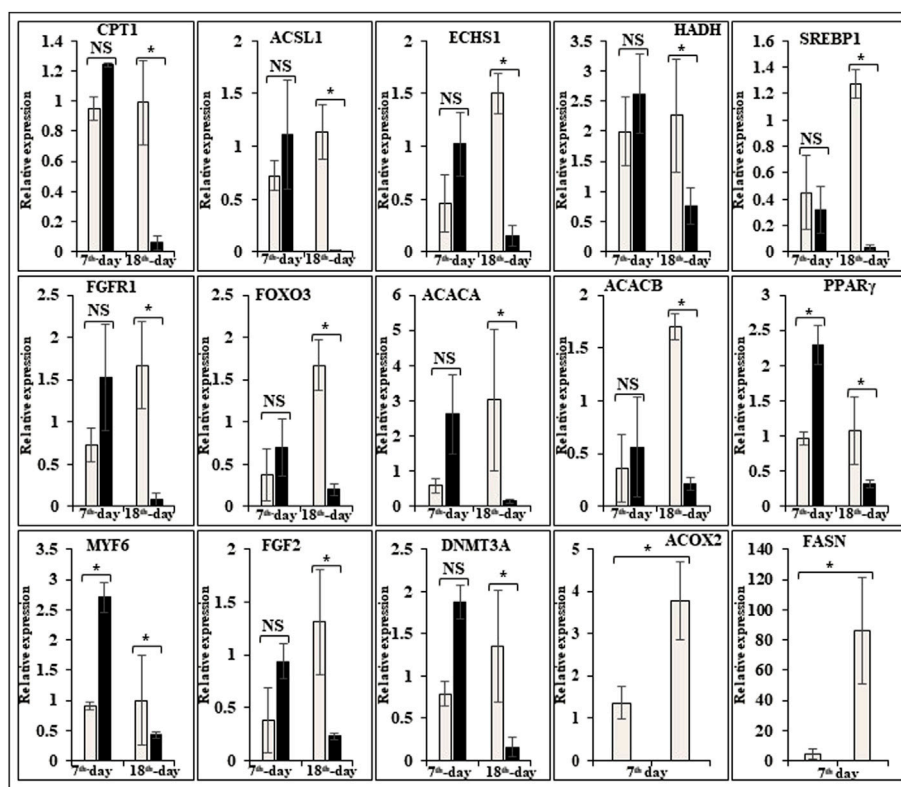 CPT1
NS *
Relative expression
1.4
1.2
1
0.8
0.6
0.4
0.2
0
7th-day 18th-day
ACSL1
NS *
Relative expression
2
1.5
1
0.5
0
7th-day 18th-day
ECHS1
NS *
Relative expression
2
1.5
1
0.5
0
7th-day 18th-day
HADH
NS *
Relative expression
3.5
3
2.5
2
1.5
1
0.5
0
7th-day 18th-day
SREBP1
NS *
Relative expression
1.6
1.4
1.2
1
0.8
0.6
0.4
0.2
0
7th-day 18th-day
FGFR1
NS *
Relative expression
2.5
2
1.5
1
0.5
0
7th-day 18th-day
FOXO3
NS *
Relative expression
2.5
2
1.5
1
0.5
0
7th-day 18th-day
ACACA
NS *
Relative expression
6
5
4
3
2
1
0
7th-day 18th-day
ACACB
NS *
Relative expression
2
1.5
1
0.5
0
7th-day 18th-day
PPARγ
* *
Relative expression
3
2.5
2
1.5
1
0.5
0
7th-day 18th-day
MYF6
* *
Relative expression
3.5
3
2.5
2
1.5
1
0.5
0
7th-day 18th-day
FGF2
NS *
Relative expression
2
1.5
1
0.5
0
7th-day 18th-day
DNMT3A
NS *
Relative expression
2.5
2
1.5
1
0.5
0
7th-day 18th-day
ACOX2
*
Relative expression
5
4
3
2
1
0
7th day
FASN
*
Relative expression
140
120
100
80
60
40
20
0
7th day